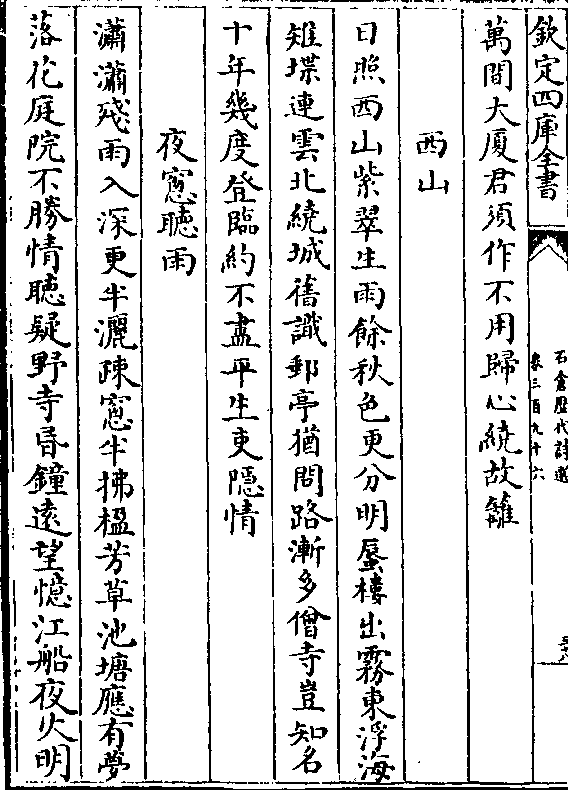 欽定四庫全書
石倉歷代詩選
卷三百九十六
萬間大厦君須作不用歸心繞故籬
西山
日照西山紫翠生雨餘秋色更分明蜃樓出霧東浮海
雉堞連雲北繞城舊識郵亭猶問路漸多僧寺豈知名
十年幾度登臨約不盡平生吏隱情
夜窻聽雨
瀟瀟殘雨入深更半灑疎窻半拂楹芳草池塘應有夢
落花庭院不勝情聽疑野寺昏鐘遠望憶江船夜火明